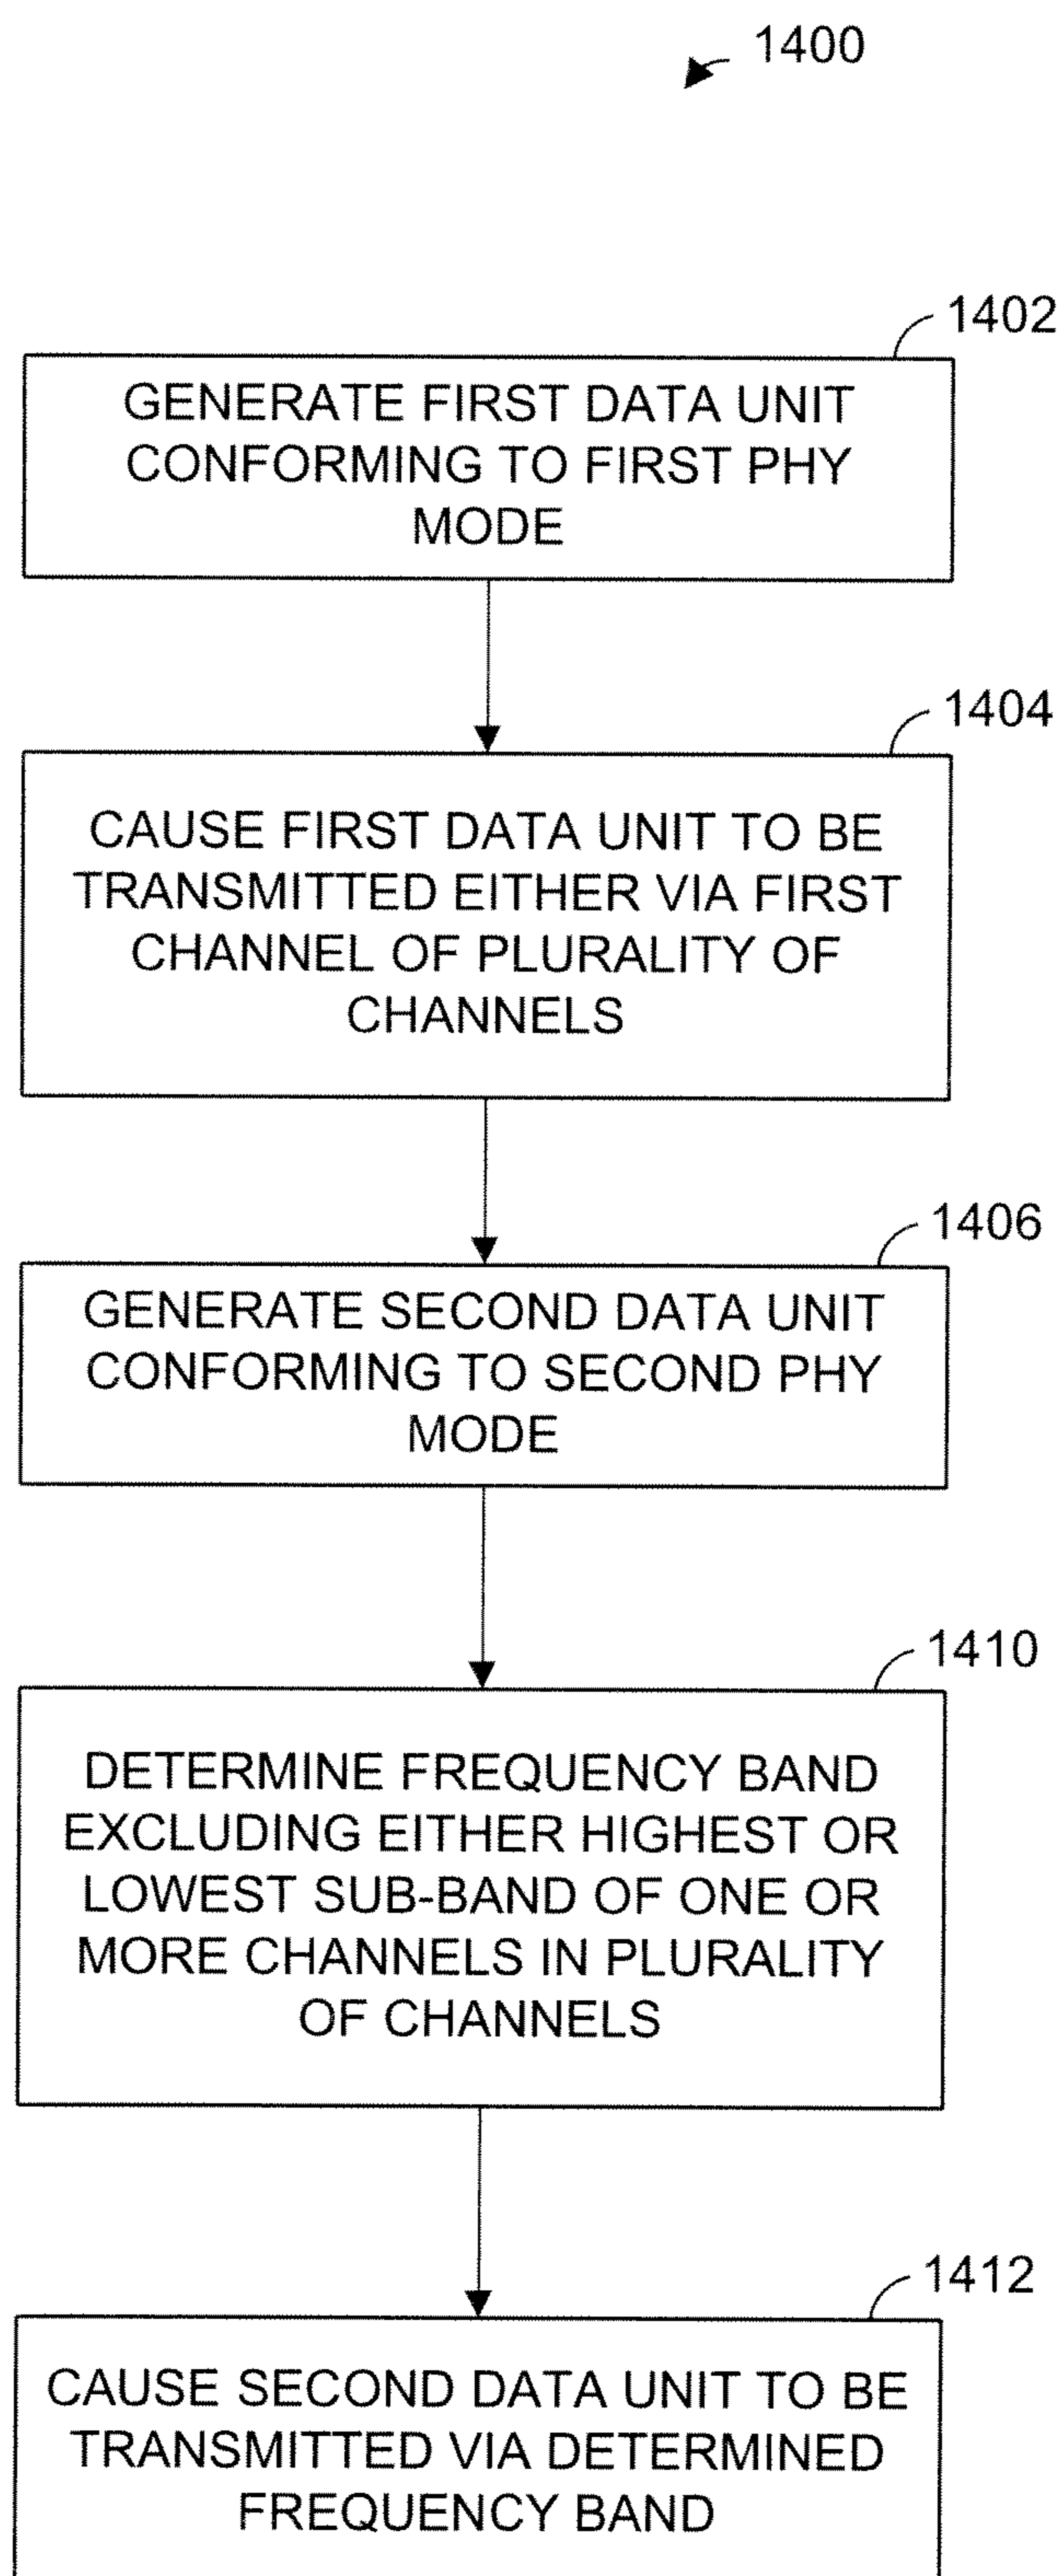 1400
1402
GENERATE FIRST DATA UNIT
CONFORMING TO FIRST PHY
MODE
1404
CAUSE FIRST DATA UNIT TO BE
TRANSMITTED EITHER VIA FIRST
CHANNEL OF PLURALITY OF
CHANNELS
1406
GENERATE SECOND DATA UNIT
CONFORMING TO SECOND PHY
MODE
1410
DETERMINE FREQUENCY BAND
EXCLUDING EITHER HIGHEST OR
LOWEST SUB-BAND OF ONE OR
MORE CHANNELS IN PLURALITY
OF CHANNELS
1412
CAUSE SECOND DATA UNIT TO BE
TRANSMITTED VIA DETERMINED
FREQUENCY BAND